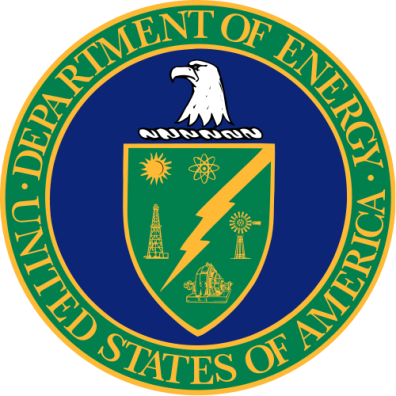 DEPARTMENT OF ENERGY
UNITED STATES OF AMERICA